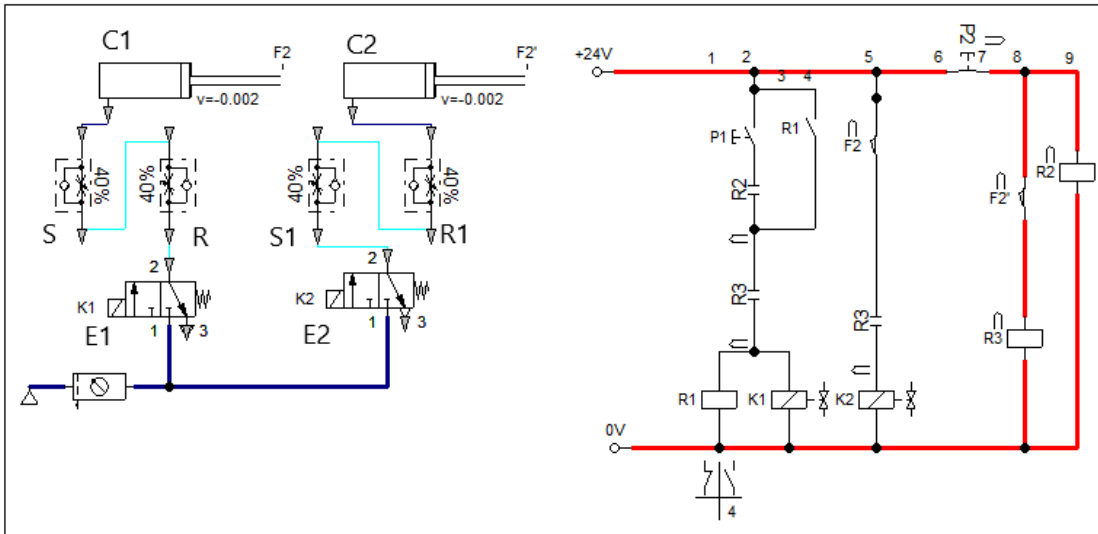 C1
F2
C2
F2'
v=-0.002
v=-0.002
40%
40%
40%
40%
S
R
S1
R1
2
K1
1
3
E1
2
K2
1
3
E2
+24V
1
2
3
4
5
6
P2
7
8
9
P1
R1
F2
R2
R2
F2'
R3
R3
R3
R1
K1
K2
0V
4